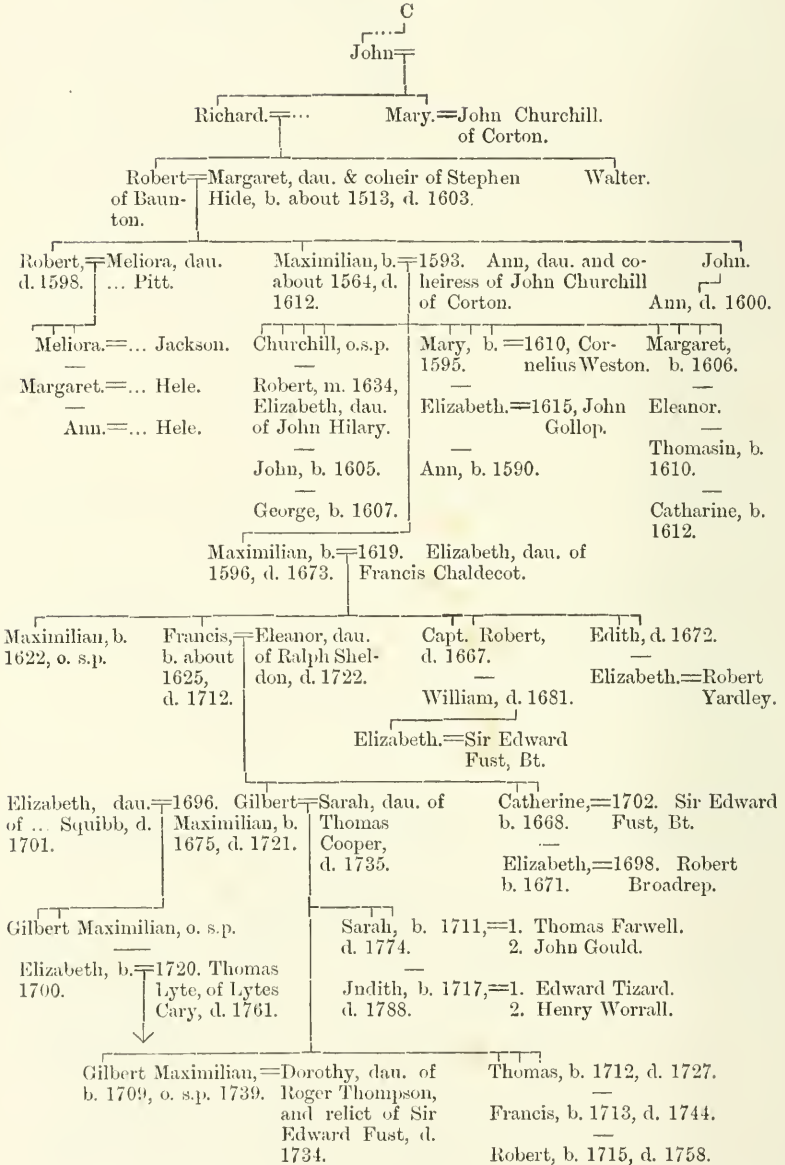 C
John
Richard. ... Mary.=John Churchill.
of Corton.
Robert Margaret, dau. & coheir of Stephen Walter.
of Baun- Hide, b. about 1513, d. 1603.
ton.
Robert, Meliora, dau. Maximilian, b. 1593. Ann, dau. and co- John.
d. 1598. ... Pitt. about 1564, d. heiress of John Churchill
1612. of Corton. Ann, d. 1600.
Meliora.=... Jackson. Churchill, o.s.p. Mary, b. =1610, Cor- Margaret,
— — 1595. nelius Weston. b. 1606.
Margaret.=... Hele. Robert, m. 1634, — —
— Elizabeth, dau. Elizabeth.=1615, John Eleanor.
Ann.=... Hele. of John Hilary. Gollop. —
— — Thomasin, b.
John, b. 1605. Ann, b. 1590. 1610.
— —
George, b. 1607. Catharine, b.
1612.
Maximilian, b. 1619. Elizabeth, dau. of
1596, d. 1673. Francis Chaldecot.
Maximilian, b. Francis, Eleanor, dau. Capt. Robert, Edith, d. 1672.
1622, o. s.p. b. about of Ralph Shel- d. 1667. —
1625, don, d. 1722. — Elizabeth.=Robert
d. 1712. William, d. 1681. Yardley.
Elizabeth.=Sir Edward
Fust, Bt.
Elizabeth, dau. 1696. Gilbert Sarah, dau. of Catherine,=1702. Sir Edward
of ... Squibb, d. Maximilian, b. Thomas b. 1668. Fust, Bt.
1701. 1675, d. 1721. Cooper, —
d. 1735. Elizabeth,=1698. Robert
b. 1671. Broadrep.
Gilbert Maximilian, o. s.p. Sarah, b. 1711,=1. Thomas Farwell.
— d. 1774. 2. John Gould.
Elizabeth, b. 1720. Thomas —
1700. Lyte, of Lytes Judith, b. 1717,=1. Edward Tizard.
Cary, d. 1761. d. 1788. 2. Henry Worrall.
Gilbert Maximilian,=Dorothy, dau. of Thomas, b. 1712, d. 1727.
b. 1709, o. s.p. 1739. Roger Thompson, —
and relict of Sir Francis, b. 1713, d. 1744.
Edward Fust, d. —
1734. Robert, b. 1715, d. 1758.